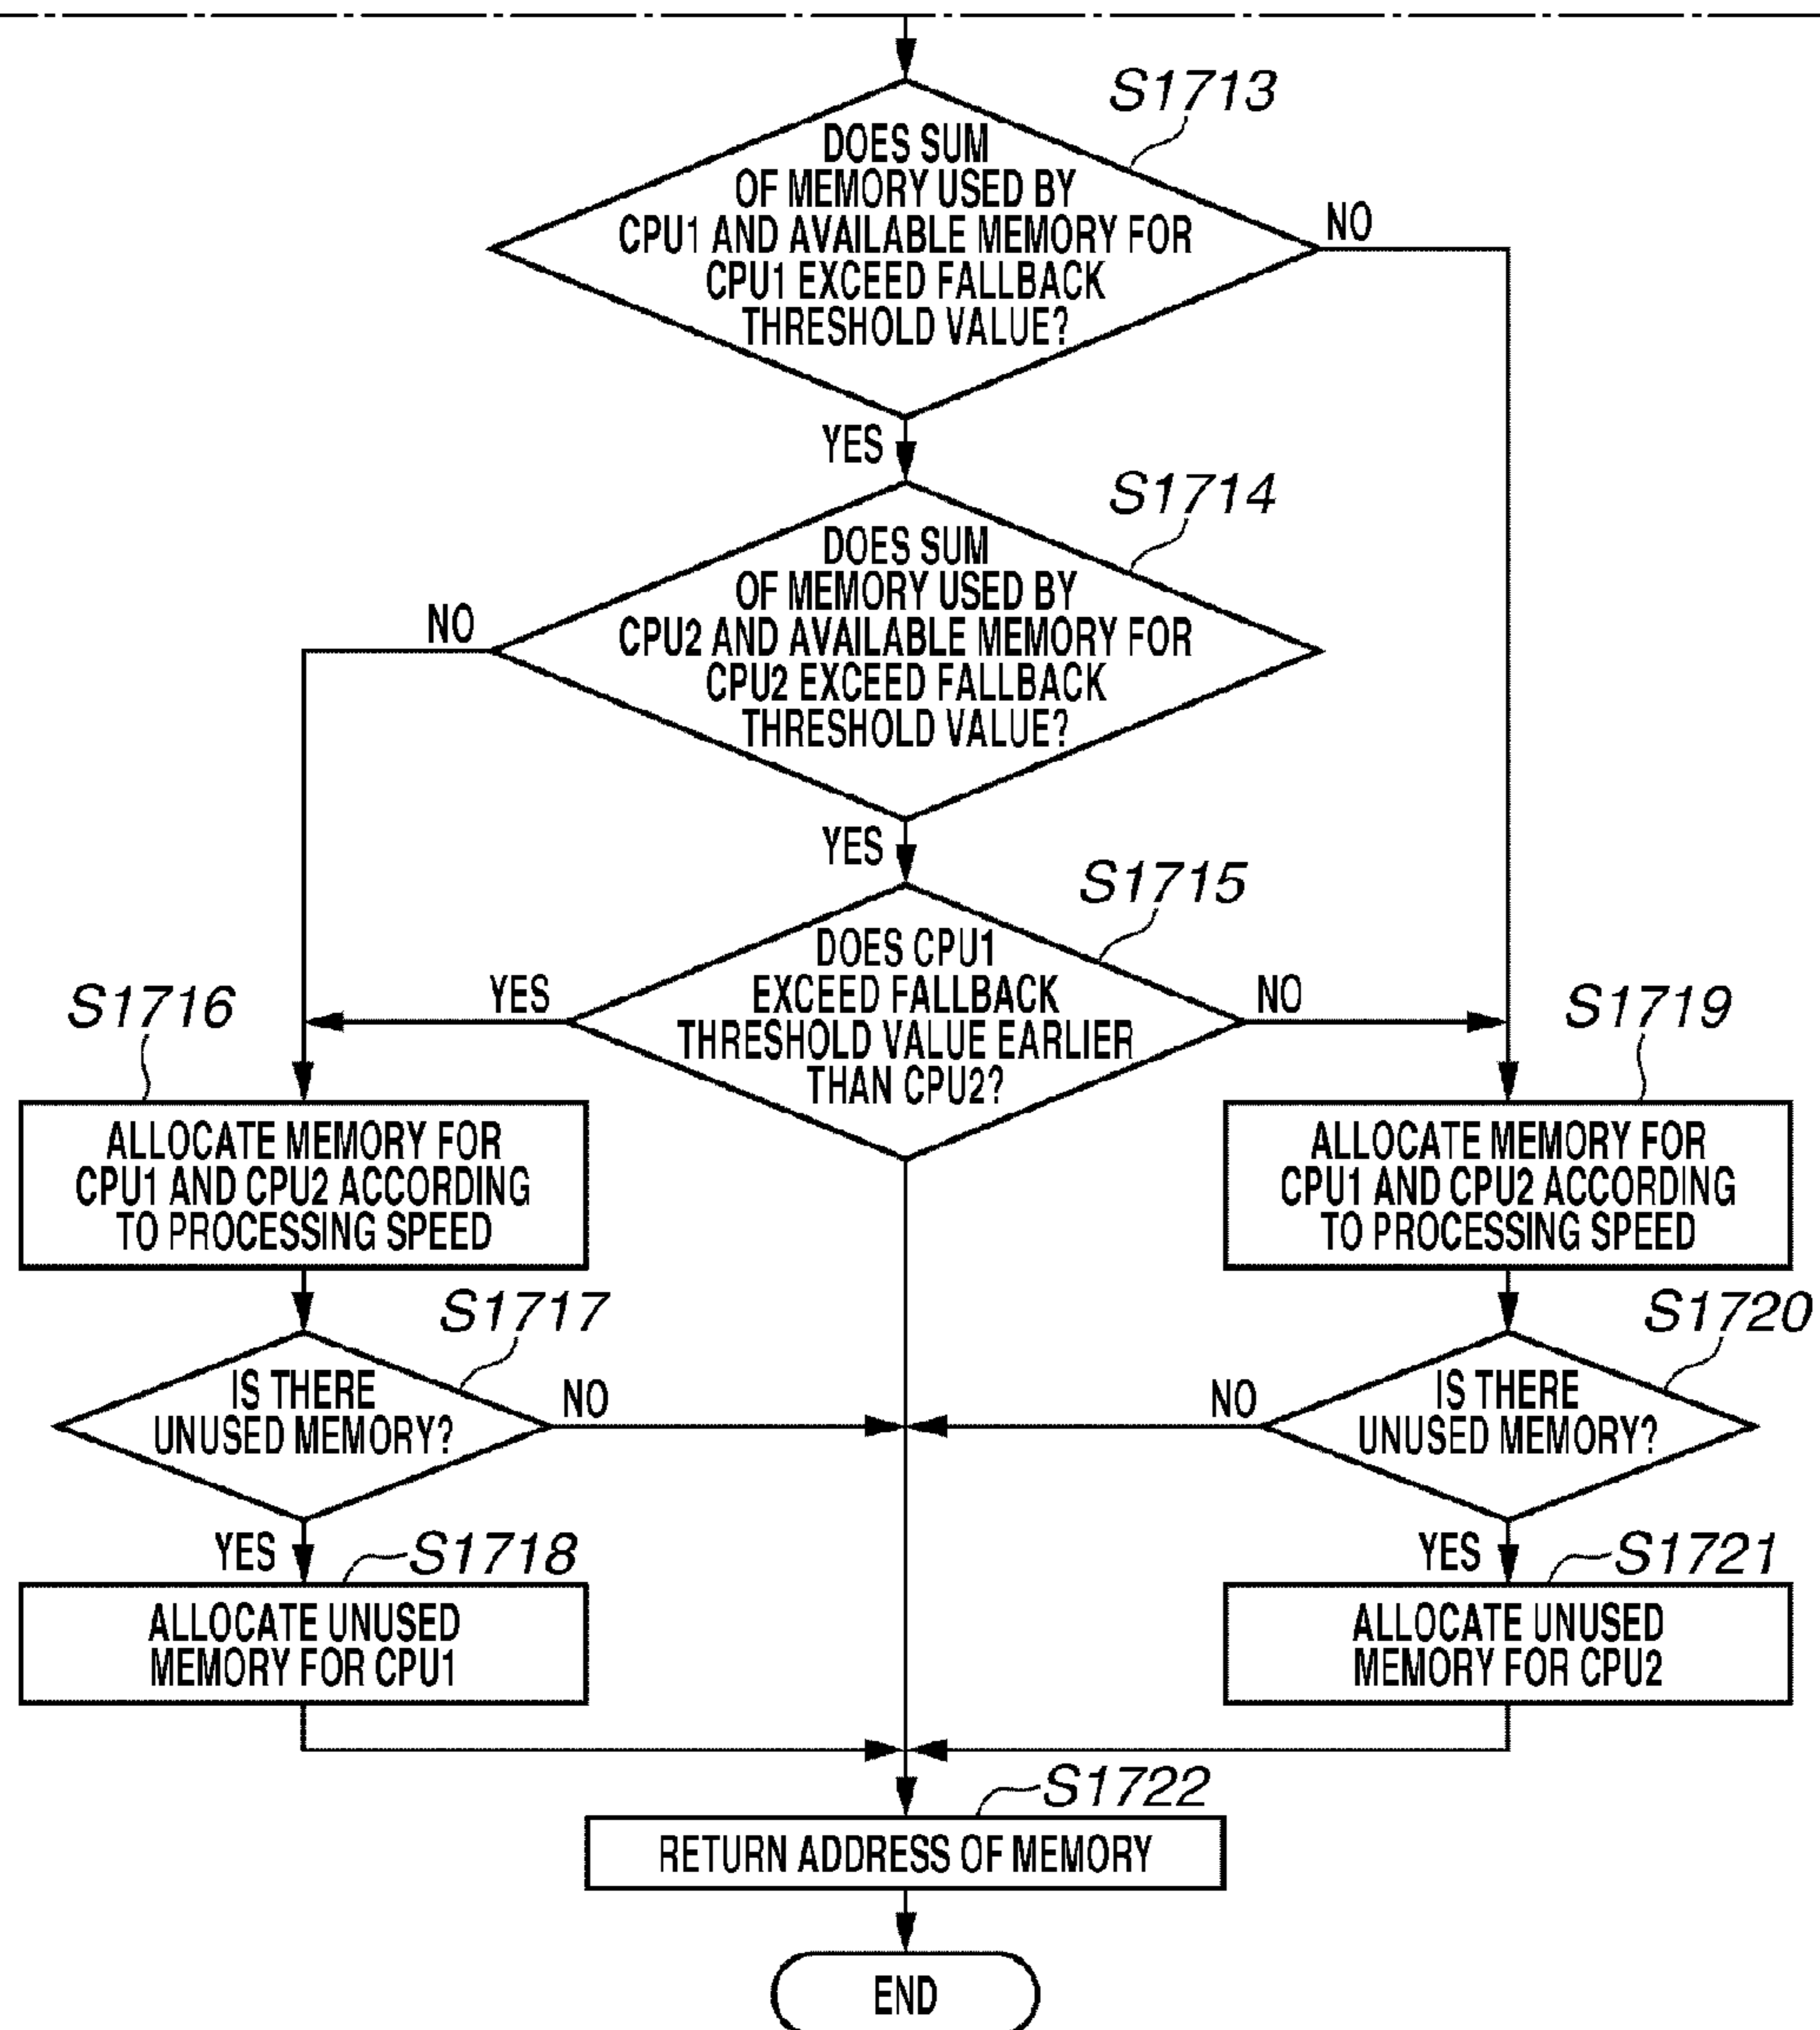 S1713
DOES SUM
OF MEMORY USED BY
CPU1 AND AVAILABLE MEMORY FOR
CPU1 EXCEED FALLBACK
THRESHOLD VALUE?
NO
YES
S1714
DOES SUM
OF MEMORY USED BY
CPU2 AND AVAILABLE MEMORY FOR
CPU2 EXCEED FALLBACK
THRESHOLD VALUE?
NO
YES
S1715
DOES CPU1
EXCEED FALLBACK
THRESHOLD VALUE EARLIER
THAN CPU2?
YES
NO
S1716
ALLOCATE MEMORY FOR
CPU1 AND CPU2 ACCORDING
TO PROCESSING SPEED
S1719
ALLOCATE MEMORY FOR
CPU1 AND CPU2 ACCORDING
TO PROCESSING SPEED
S1717
IS THERE
UNUSED MEMORY?
NO
YES
S1720
IS THERE
UNUSED MEMORY?
NO
YES
S1718
ALLOCATE UNUSED
MEMORY FOR CPU1
S1721
ALLOCATE UNUSED
MEMORY FOR CPU2
S1722
RETURN ADDRESS OF MEMORY
END